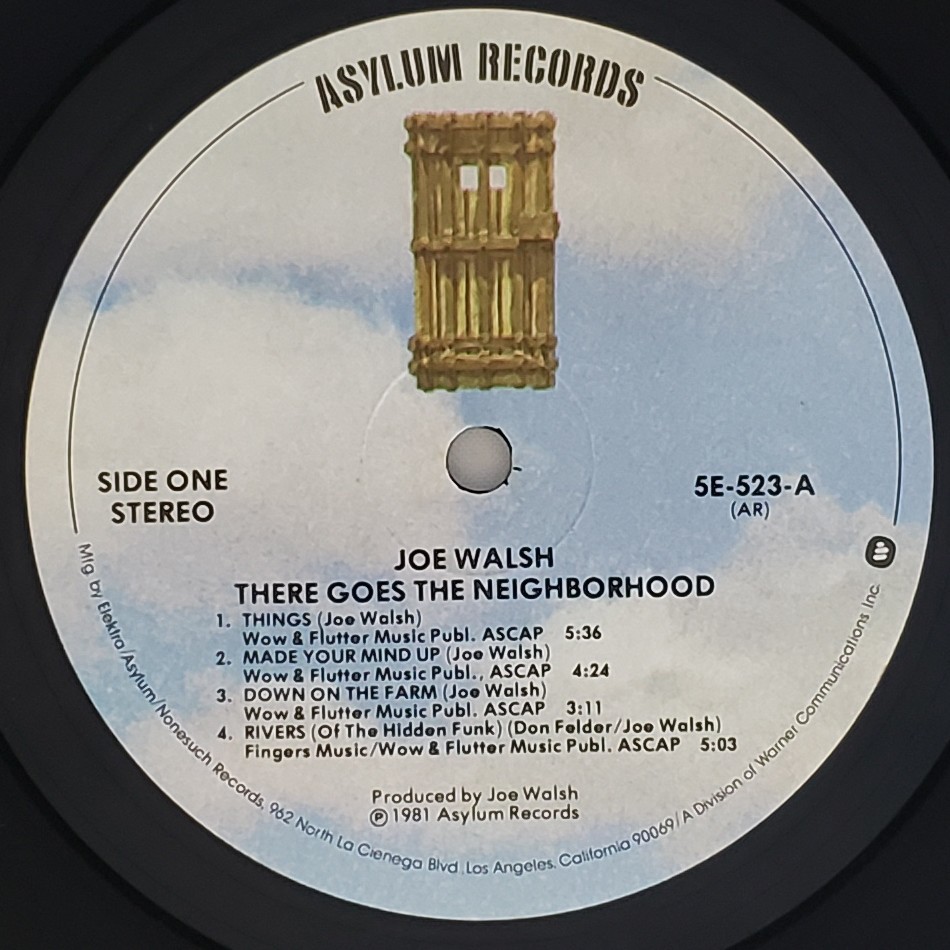 ASYLUM RECORDS
SIDE ONE
STEREO
5E-523-A
(AR)
JOE WALSH
THERE GOES THE NEIGHBORHOOD
1. THINGS (Joe Walsh)
Wow & Flutter Music Publ. ASCAP 5:36
2. MADE YOUR MIND UP (Joe Walsh)
Wow & Flutter Music Publ., ASCAP 4:24
3. DOWN ON THE FARM (Joe Walsh)
Wow & Flutter Music Publ. ASCAP 3:11
4. RIVERS (Of The Hidden Funk) (Don Felder/Joe Walsh)
Fingers Music/Wow & Flutter Music Publ. ASCAP 5:03
Produced by Joe Walsh
℗ 1981 Asylum Records
Mfg. by Elektra/Asylum/Nonesuch Records, 962 North La Cienega Blvd. Los Angeles, California 90069/A Division of Warner Communications Inc.